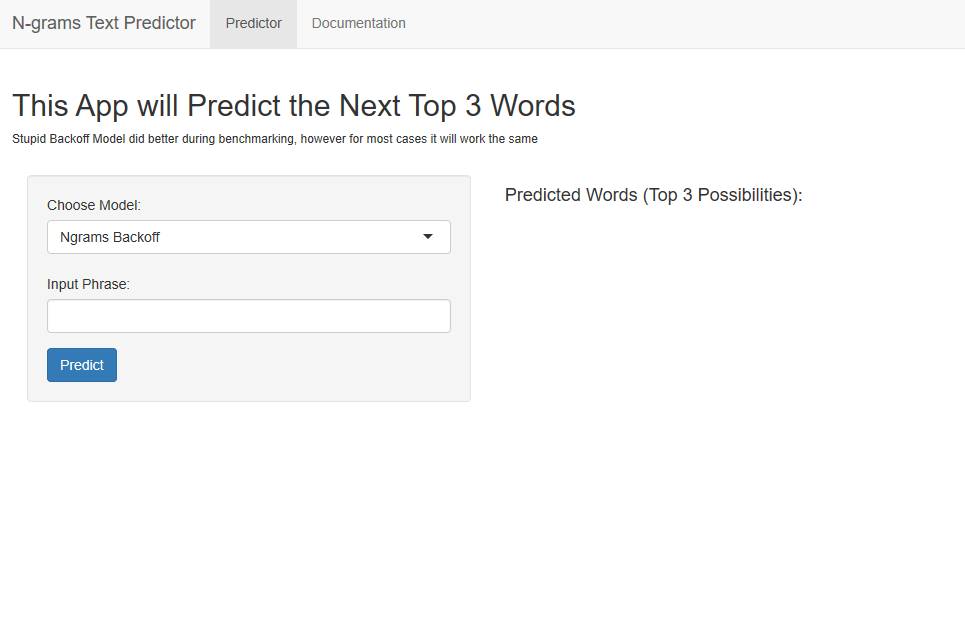 N-grams Text Predictor Predictor Documentation
This App will Predict the Next Top 3 Words
Stupid Backoff Model did better during benchmarking, however for most cases it will work the same
Choose Model:
Ngrams Backoff
Input Phrase:
Predict
Predicted Words (Top 3 Possibilities):